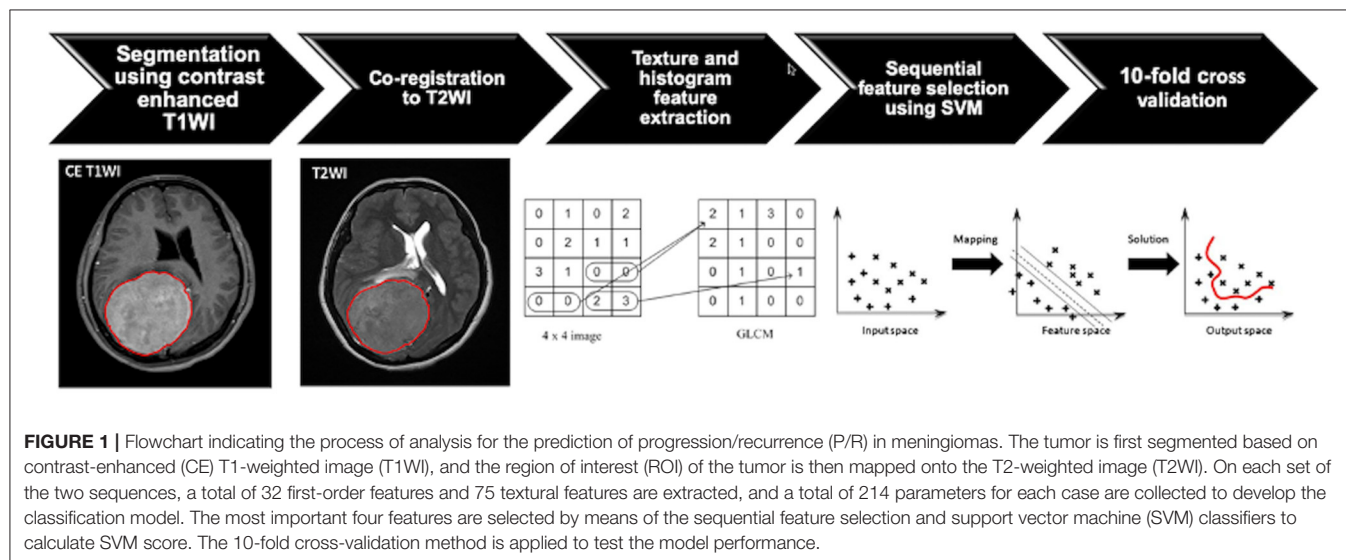 Segmentation
using contrast
enhanced
T1WI
Co-registration
to T2WI
Texture and
histogram
feature
extraction
Sequential
feature selection
using SVM
10-fold cross
validation
CE T1WI
T2WI
0 1 0 2
0 2 1 1
3 1 0 0
0 0 2 3
4 x 4 image
2 1 3 0
2 1 0 0
0 1 0 1
0 1 0 0
GLCM
Input space
Mapping
Feature space
Solution
Output space
FIGURE 1 | Flowchart indicating the process of analysis for the prediction of progression/recurrence (P/R) in meningiomas. The tumor is first segmented based on
contrast-enhanced (CE) T1-weighted image (T1WI), and the region of interest (ROI) of the tumor is then mapped onto the T2-weighted image (T2WI). On each set of
the two sequences, a total of 32 first-order features and 75 textural features are extracted, and a total of 214 parameters for each case are collected to develop the
classification model. The most important four features are selected by means of the sequential feature selection and support vector machine (SVM) classifiers to
calculate SVM score. The 10-fold cross-validation method is applied to test the model performance.